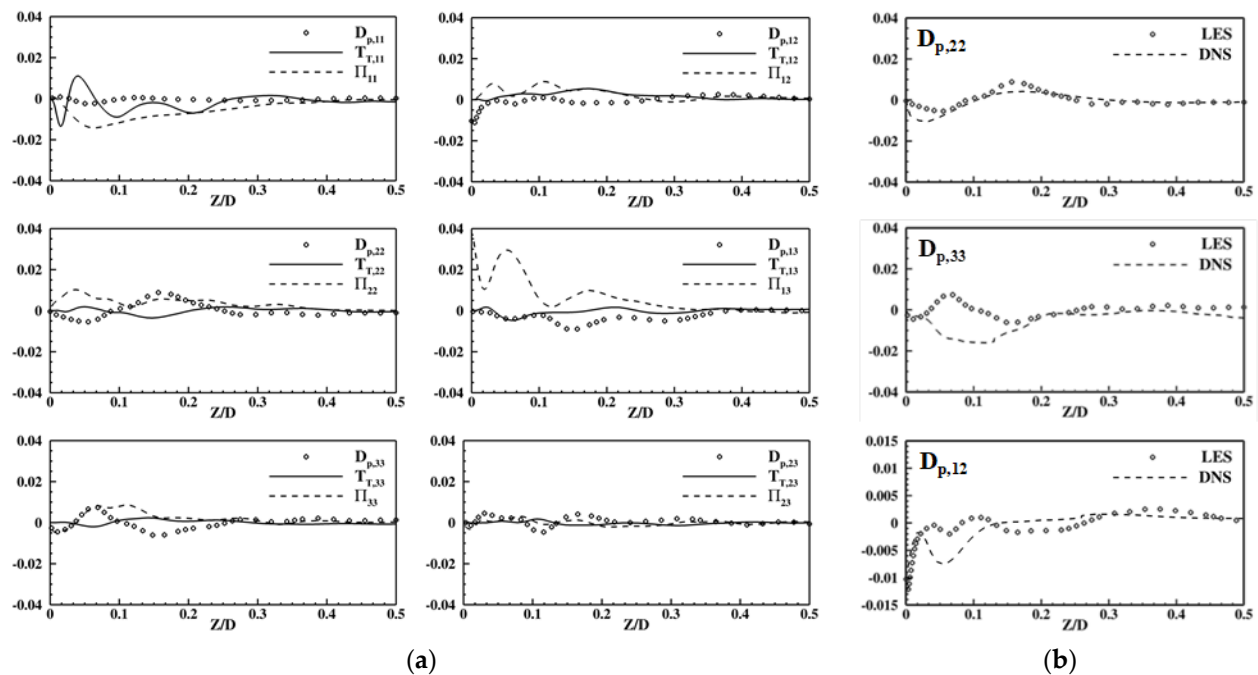 0.04
0.02
0
-0.02
-0.04
0
0.1
0.2
0.3
0.4
0.5
Z/D
D_p,11
T_T,11
Π_11
0.04
0.02
0
-0.02
-0.04
0
0.1
0.2
0.3
0.4
0.5
Z/D
D_p,12
T_T,12
Π_12
0.04
0.02
0
-0.02
-0.04
0
0.1
0.2
0.3
0.4
0.5
Z/D
D_p,22
LES
DNS
0.04
0.02
0
-0.02
-0.04
0
0.1
0.2
0.3
0.4
0.5
Z/D
D_p,22
T_T,22
Π_22
0.04
0.02
0
-0.02
-0.04
0
0.1
0.2
0.3
0.4
0.5
Z/D
D_p,13
T_T,13
Π_13
0.04
0.02
0
-0.02
-0.04
0
0.1
0.2
0.3
0.4
0.5
Z/D
D_p,33
LES
DNS
0.04
0.02
0
-0.02
-0.04
0
0.1
0.2
0.3
0.4
0.5
Z/D
D_p,33
T_T,33
Π_33
0.04
0.02
0
-0.02
-0.04
0
0.1
0.2
0.3
0.4
0.5
Z/D
D_p,23
T_T,23
Π_23
0.015
0.01
0.005
0
-0.005
-0.01
-0.015
0
0.1
0.2
0.3
0.4
0.5
Z/D
D_p,12
LES
DNS
(a)
(b)